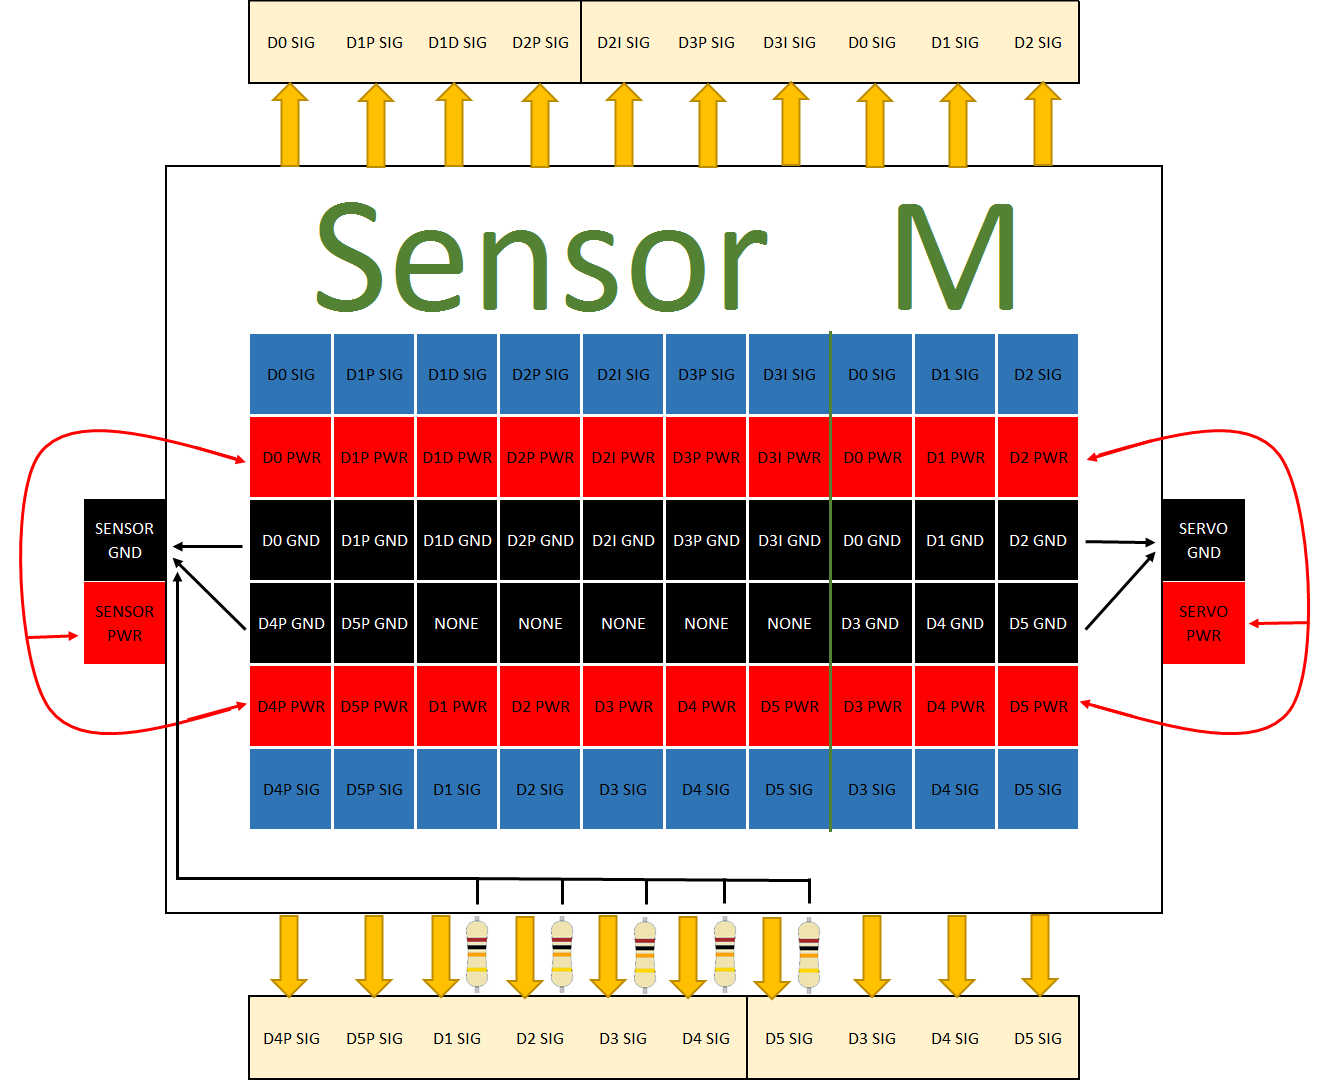 D0 SIG D1P SIG D1D SIG D2P SIG D2I SIG D3P SIG D3I SIG D0 SIG D1 SIG D2 SIG
Sensor M
D0 SIG D1P SIG D1D SIG D2P SIG D2I SIG D3P SIG D3I SIG D0 SIG D1 SIG D2 SIG
D0 PWR D1P PWR D1D PWR D2P PWR D2I PWR D3P PWR D3I PWR D0 PWR D1 PWR D2 PWR
SENSOR
GND
D0 GND D1P GND D1D GND D2P GND D2I GND D3P GND D3I GND D0 GND D1 GND D2 GND
SERVO
GND
SENSOR
PWR
D4P GND D5P GND NONE NONE NONE NONE NONE D3 GND D4 GND D5 GND
SERVO
PWR
D4P PWR D5P PWR D1 PWR D2 PWR D3 PWR D4 PWR D5 PWR D3 PWR D4 PWR D5 PWR
D4P SIG D5P SIG D1 SIG D2 SIG D3 SIG D4 SIG D5 SIG D3 SIG D4 SIG D5 SIG
D4P SIG D5P SIG D1 SIG D2 SIG D3 SIG D4 SIG D5 SIG D3 SIG D4 SIG D5 SIG